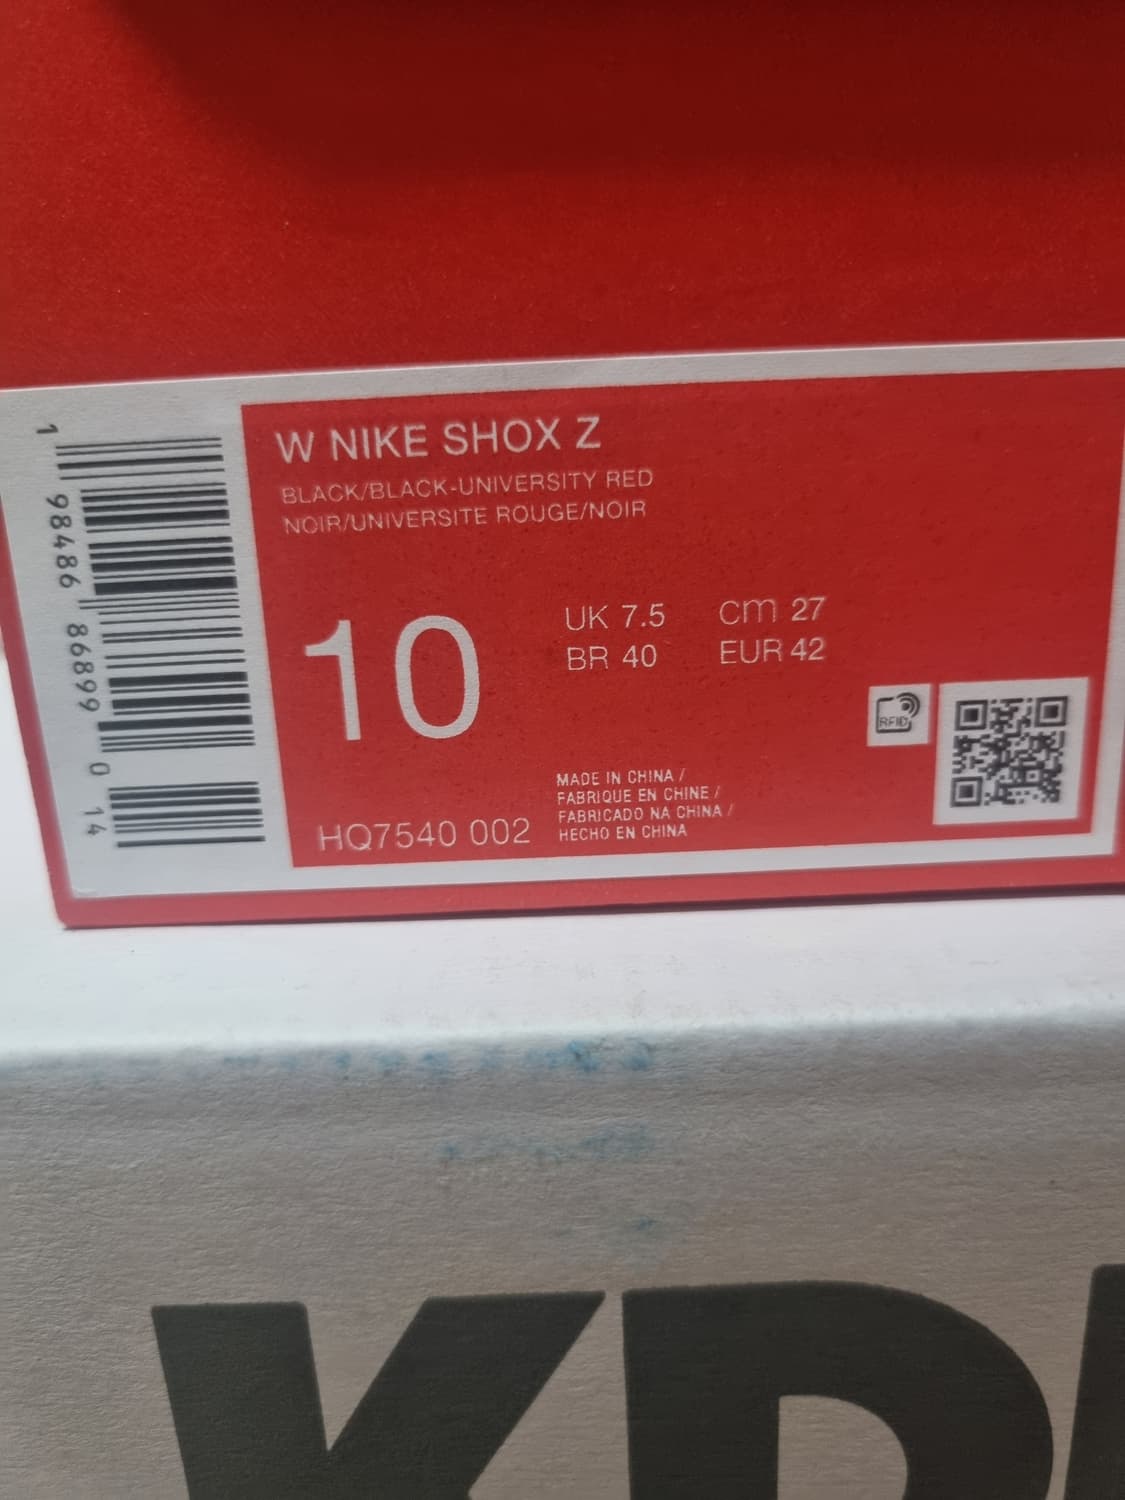 W NIKE SHOX Z
BLACK/BLACK-UNIVERSITY RED
NOIR/UNIVERSITE ROUGE/NOIR
10
UK 7.5 cm 27
BR 40 EUR 42
RFID
MADE IN CHINA /
FABRIQUE EN CHINE /
FABRICADO NA CHINA /
HECHO EN CHINA
HQ7540 002
1 98486 86899 0 14